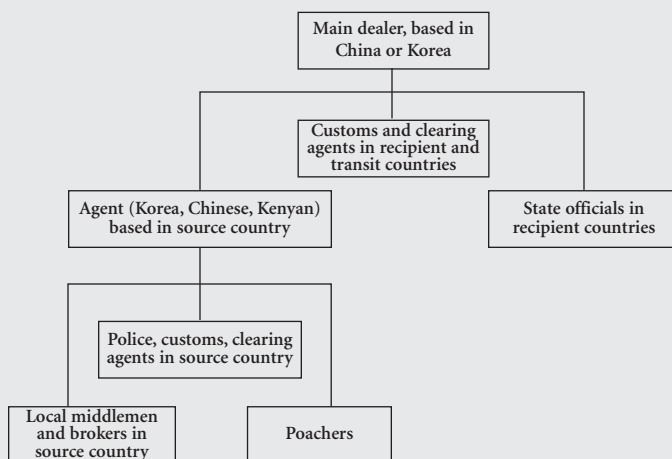 Main dealer, based in
China or Korea
Customs and clearing
agents in recipient and
transit countries
Agent (Korea, Chinese, Kenyan)
based in source country
State officials in
recipient countries
Police, customs, clearing
agents in source country
Local middlemen
and brokers in
source country
Poachers